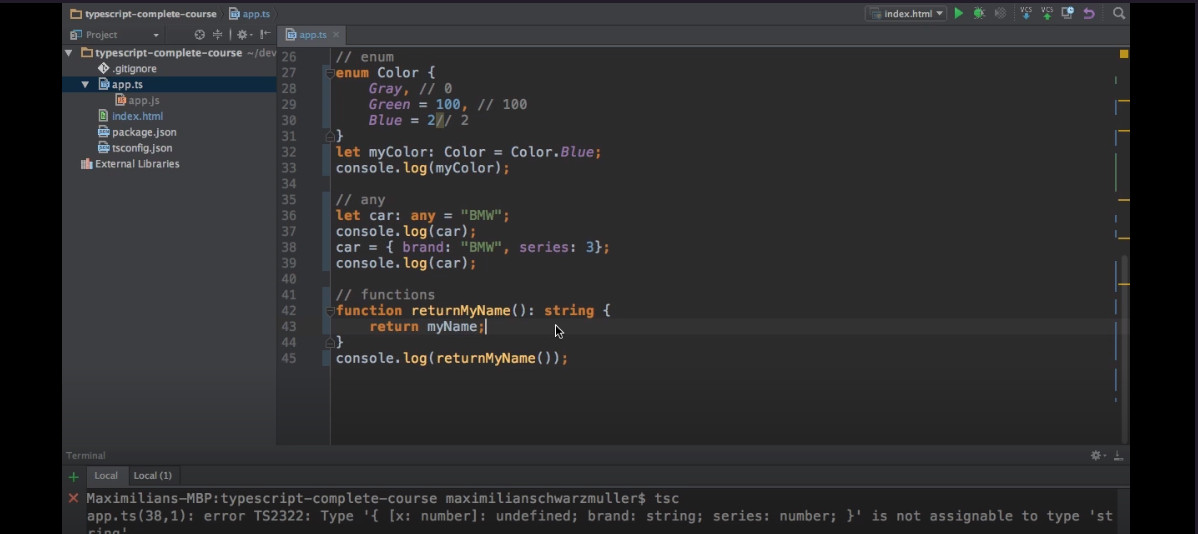 typescript-complete-course app.ts index.html VCS VCS
Project app.ts
typescript-complete-course ~/dev
.gitignore
app.ts
app.js
index.html
package.json
tsconfig.json
External Libraries
26 // enum
27 enum Color {
28 Gray, // 0
29 Green = 100, // 100
30 Blue = 2// 2
31 }
32 let myColor: Color = Color.Blue;
33 console.log(myColor);
34
35 // any
36 let car: any = "BMW";
37 console.log(car);
38 car = { brand: "BMW", series: 3};
39 console.log(car);
40
41 // functions
42 function returnMyName(): string {
43 return myName;
44 }
45 console.log(returnMyName());
Terminal
Local Local (1)
Maximilians-MBP:typescript-complete-course maximilianschwarzmuller$ tsc
app.ts(38,1): error TS2322: Type '{ [x: number]: undefined; brand: string; series: number; }' is not assignable to type 'st
ring'